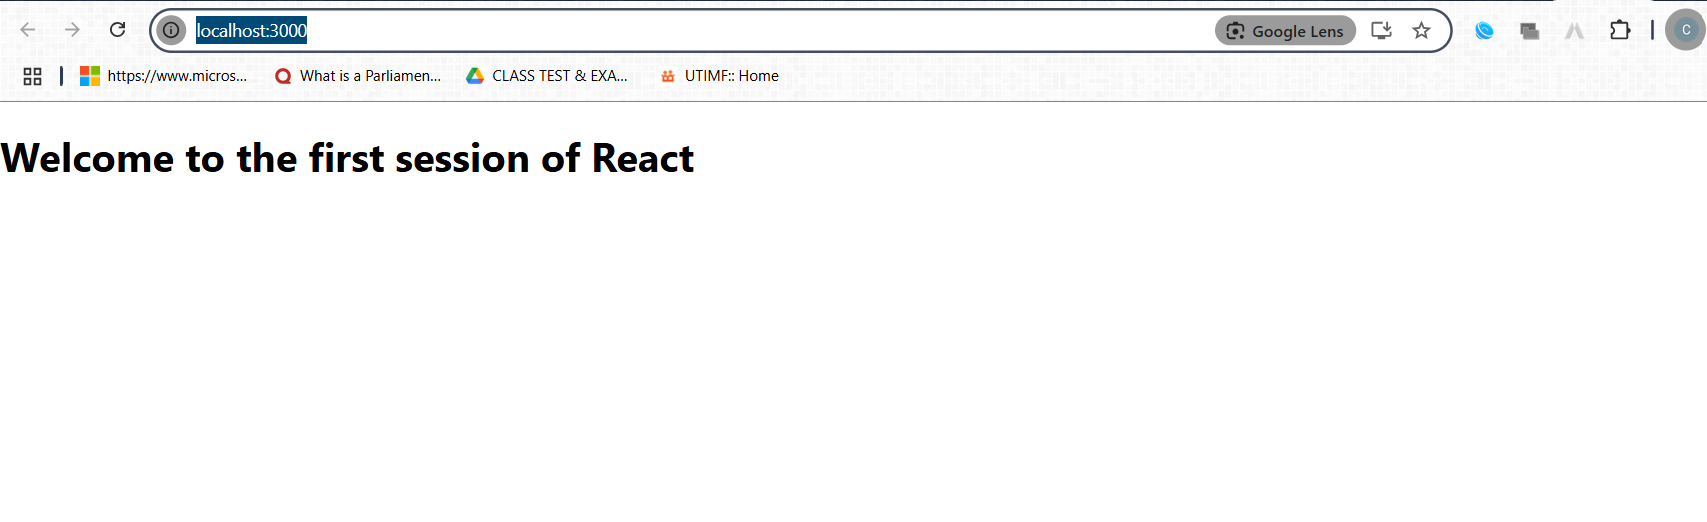 localhost:3000
Google Lens
C
https://www.micros...
What is a Parliamen...
CLASS TEST & EXA...
UTIMF:: Home
Welcome to the first session of React